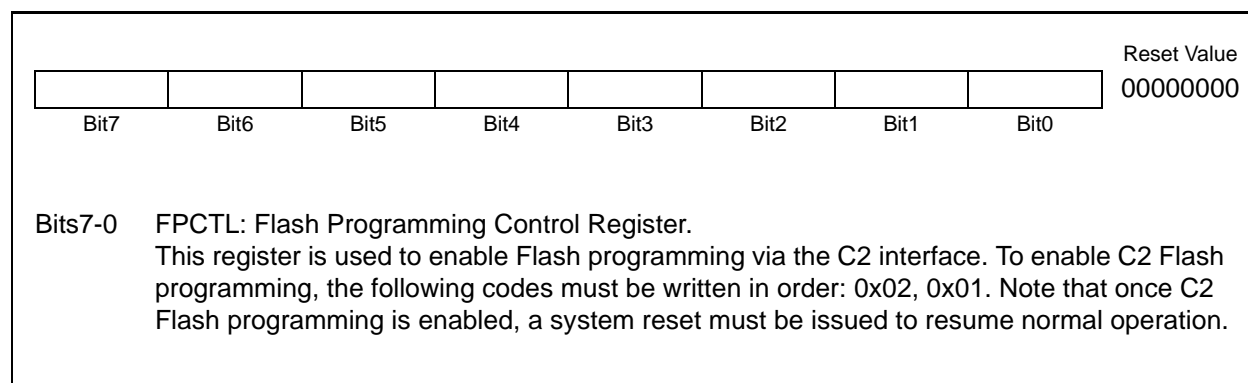 Reset Value
00000000
Bit7 Bit6 Bit5 Bit4 Bit3 Bit2 Bit1 Bit0
Bits7-0 FPCTL: Flash Programming Control Register.
This register is used to enable Flash programming via the C2 interface. To enable C2 Flash
programming, the following codes must be written in order: 0x02, 0x01. Note that once C2
Flash programming is enabled, a system reset must be issued to resume normal operation.